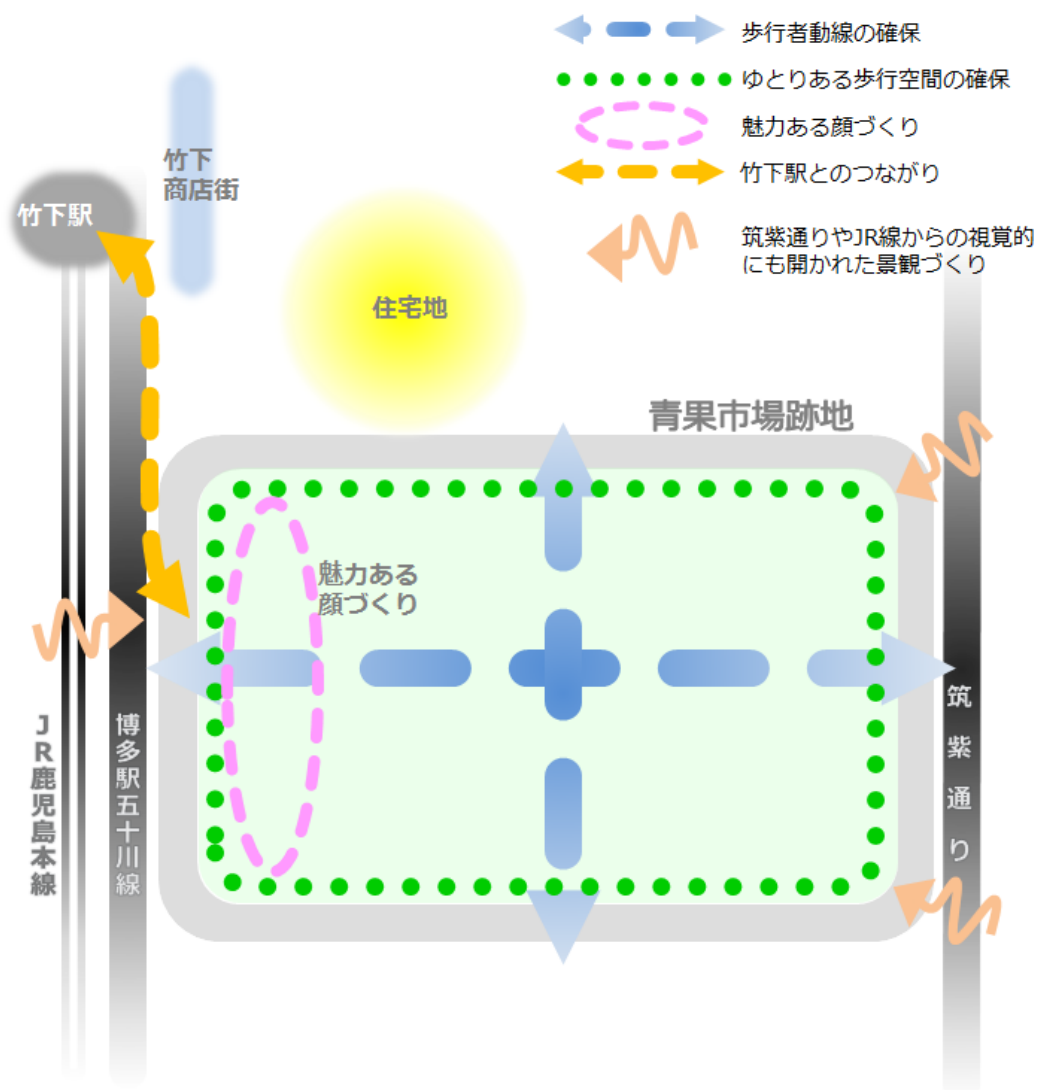 歩行者動線の確保
ゆとりある歩行空間の確保
魅力ある顔づくり
竹下駅とのつながり
筑紫通りやJR線からの視覚的
にも開かれた景観づくり
竹下
商店街
竹下駅
住宅地
青果市場跡地
魅力ある
顔づくり
JR鹿児島本線
博多駅五十川線
筑紫通り